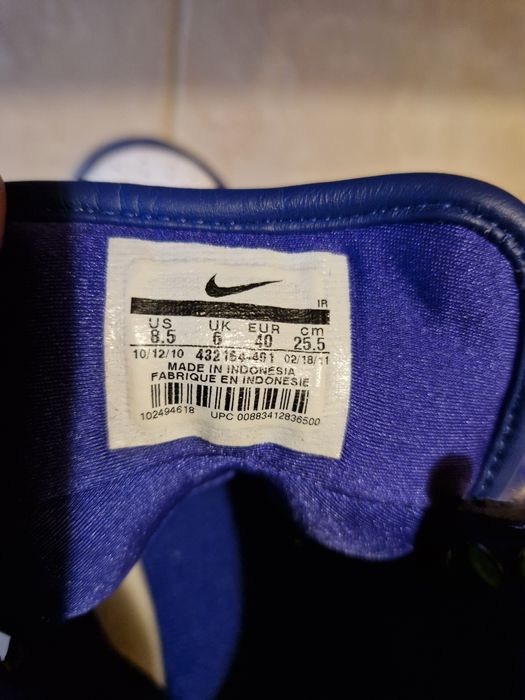 IR
US UK EUR cm
8.5 6 40 25.5
10/12/10 432164-491 02/18/11
MADE IN INDONESIA
FABRIQUE EN INDONESIE
102494618 UPC 00883412836500